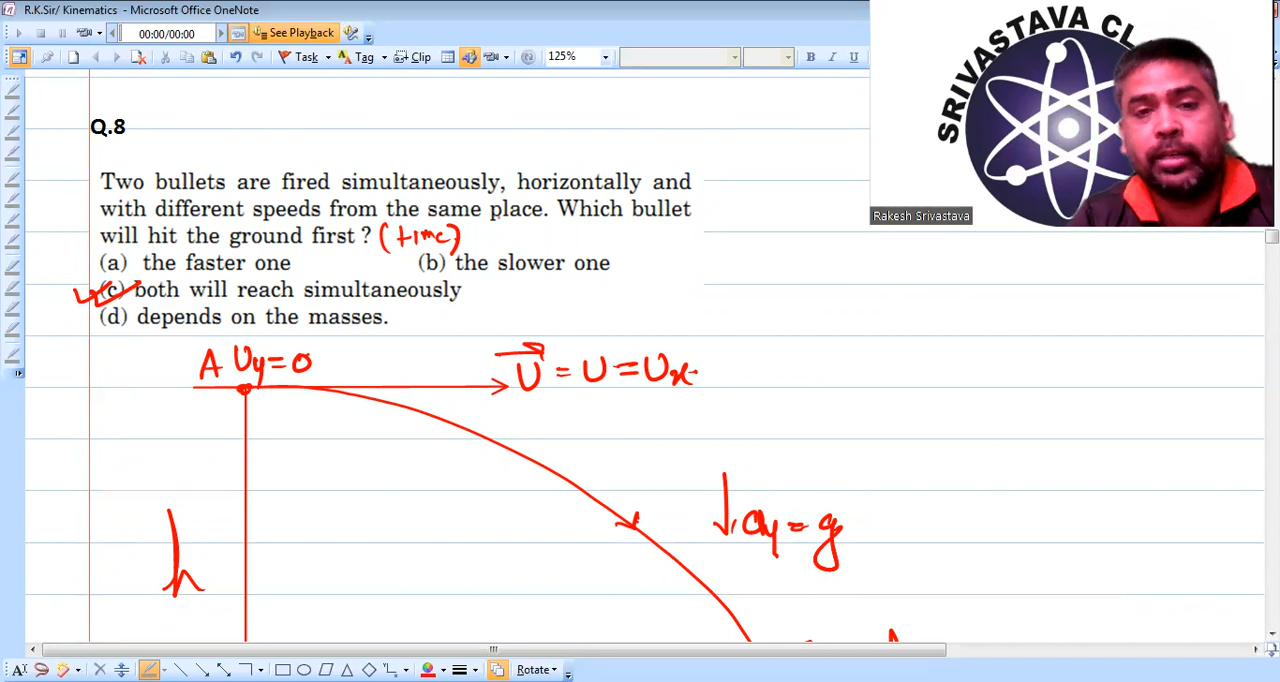 R.K.Sir/ Kinematics - Microsoft Office OneNote
00:00/00:00 See Playback
Task Tag Clip 125% B I U
SRIVASTAVA CL
Rakesh Srivastava
Q.8
Two bullets are fired simultaneously, horizontally and
with different speeds from the same place. Which bullet
will hit the ground first ? (time)
(a) the faster one (b) the slower one
(c) both will reach simultaneously
(d) depends on the masses.
A Uy=0 U = U = Ux
ay = g
h
Rotate